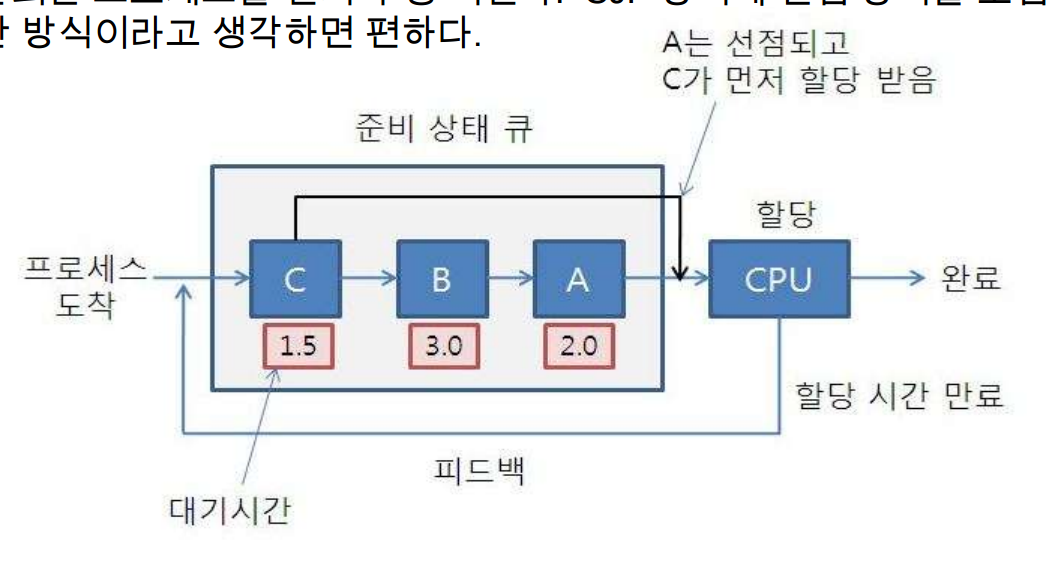 한 방식이라고 생각하면 편하다.
A는 선점되고
C가 먼저 할당 받음
준비 상태 큐
할당
프로세스
도착
C
B
A
CPU
완료
1.5
3.0
2.0
할당 시간 만료
피드백
대기시간